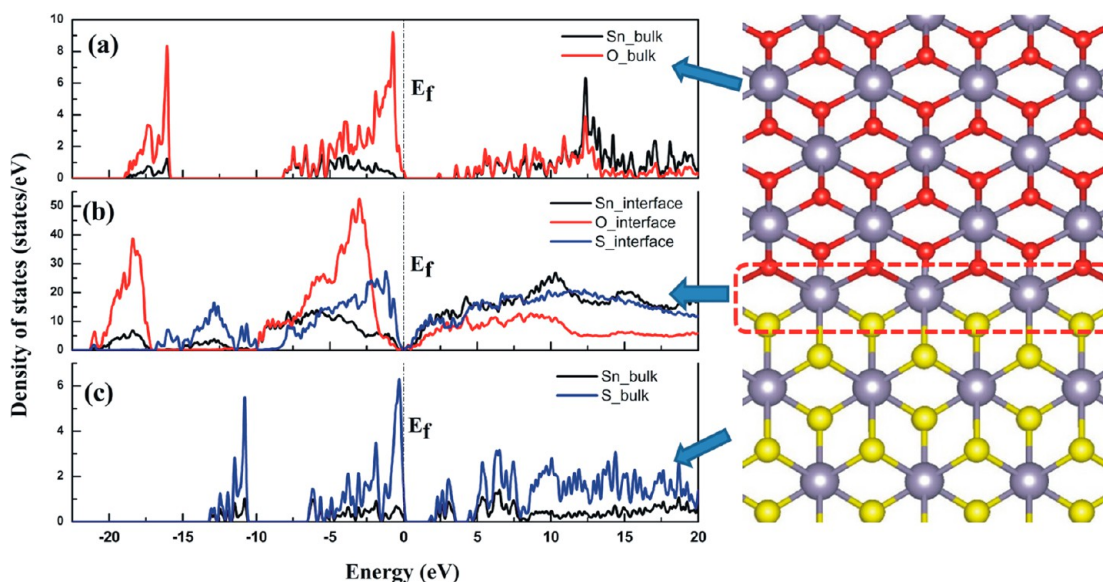 (a)
Sn_bulk
O_bulk
E_f
10
8
6
4
2
0
(b)
Sn_interface
O_interface
S_interface
E_f
50
40
30
20
10
0
(c)
Sn_bulk
S_bulk
E_f
6
4
2
0
-20
-15
-10
-5
0
5
10
15
20
Density of states (states/eV)
Energy (eV)